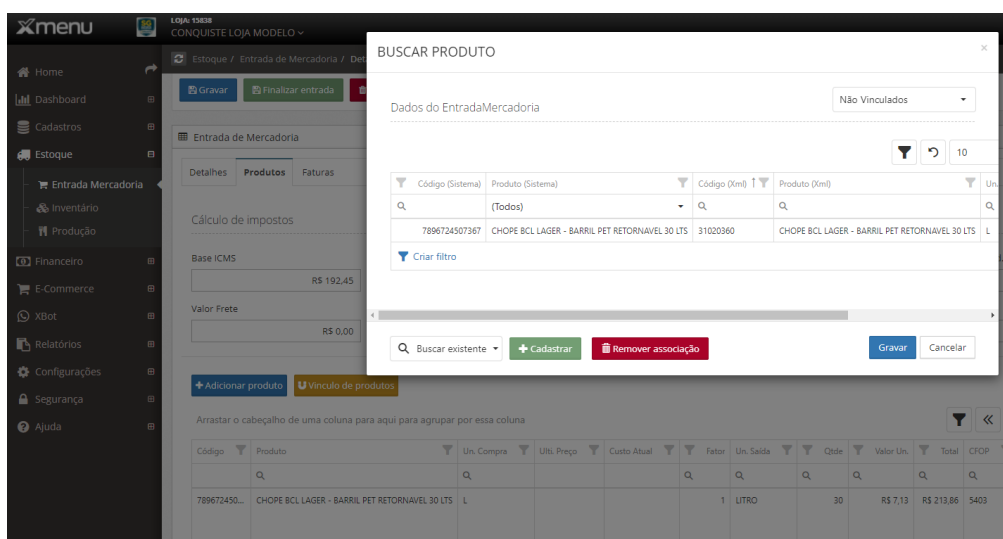 Xmenu
LOJA: 15838
CONQUISTE LOJA MODELO
Home
Dashboard
Cadastros
Estoque
Entrada Mercadoria
Inventário
Produção
Financeiro
E-Commerce
XBot
Relatórios
Configurações
Segurança
Ajuda
Estoque / Entrada de Mercadoria / Det
Gravar
Finalizar entrada
Entrada de Mercadoria
Detalhes Produtos Faturas
Cálculo de impostos
Base ICMS
R$ 192,45
Valor Frete
R$ 0,00
Adicionar produto
Vinculo de produtos
Arrastar o cabeçalho de uma coluna para aqui para agrupar por essa coluna
Código Produto Un. Compra Ulti. Preço Custo Atual Fator Un. Saída Qtde Valor Un. Total CFOP
789672450... CHOPE BCL LAGER - BARRIL PET RETORNAVEL 30 LTS L 1 LITRO 30 R$ 7,13 R$ 213,86 5403
BUSCAR PRODUTO
×
Dados do EntradaMercadoria
Não Vinculados
10
Código (Sistema) Produto (Sistema) Código (Xml) Produto (Xml) Un.
(Todos)
7896724507367 CHOPE BCL LAGER - BARRIL PET RETORNAVEL 30 LTS 31020360 CHOPE BCL LAGER - BARRIL PET RETORNAVEL 30 LTS L
Criar filtro
Buscar existente
Cadastrar
Remover associação
Gravar
Cancelar